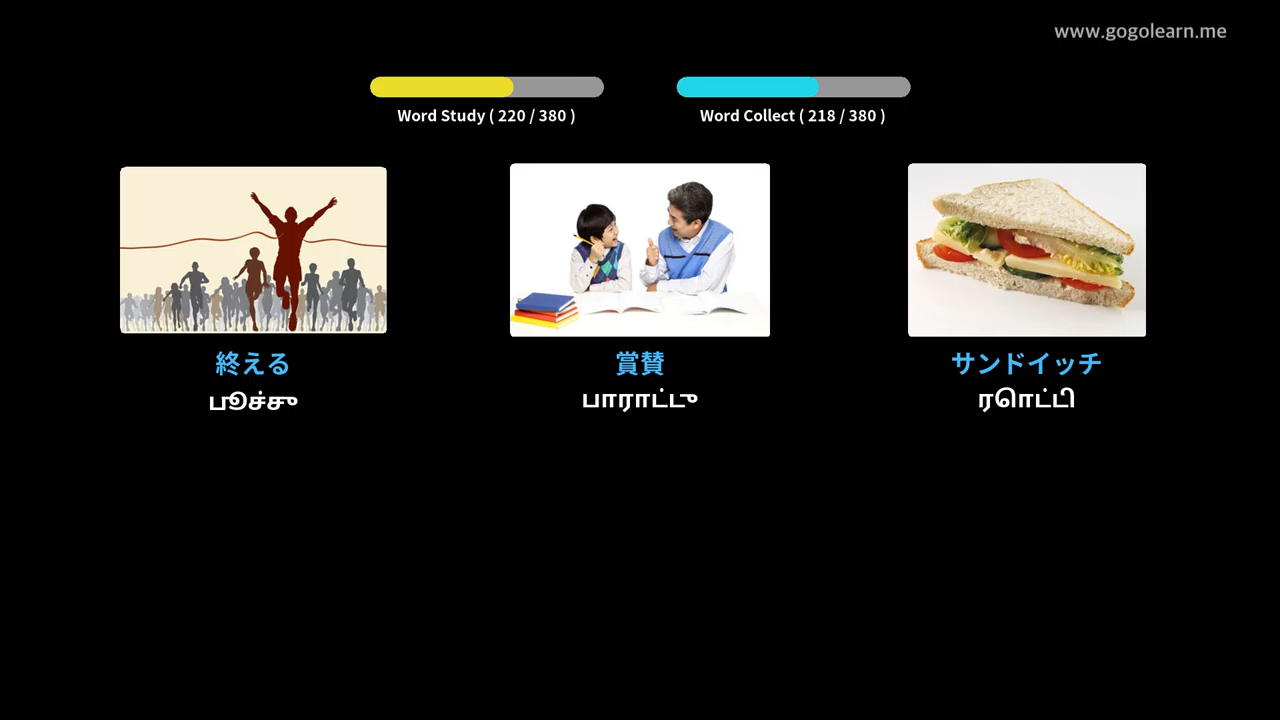 www.gogolearn.me
Word Study ( 220 / 380 )
Word Collect ( 218 / 380 )
終える
賞賛
サンドイッチ
பூச்சு
பாராட்டு
ரொட்டி